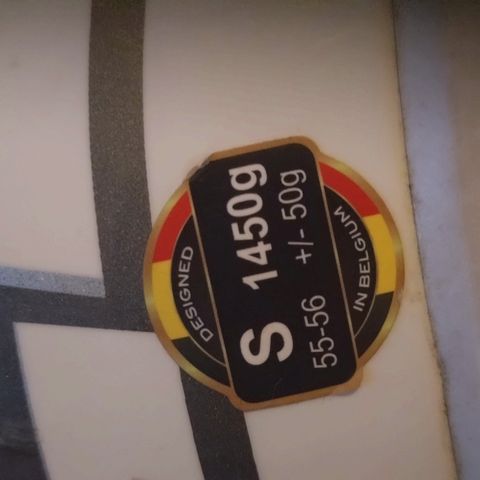 DESIGNED
S 1450g
55-56 +/- 50g
IN BELGIUM